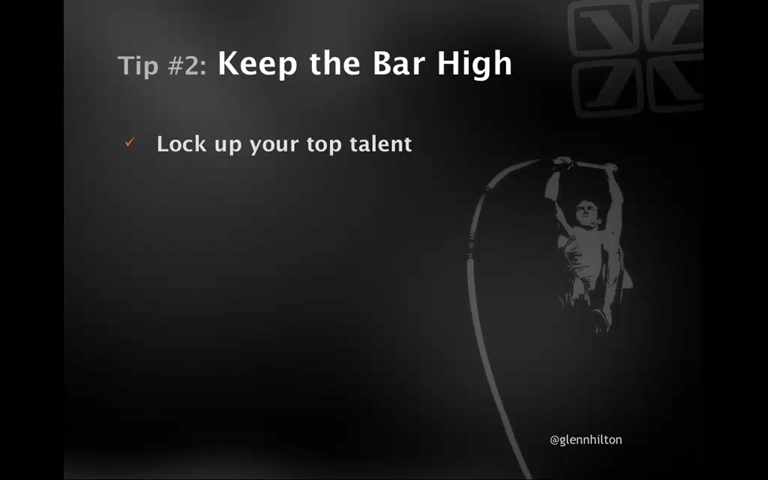 Tip #2: Keep the Bar High
✓ Lock up your top talent
@glennhilton